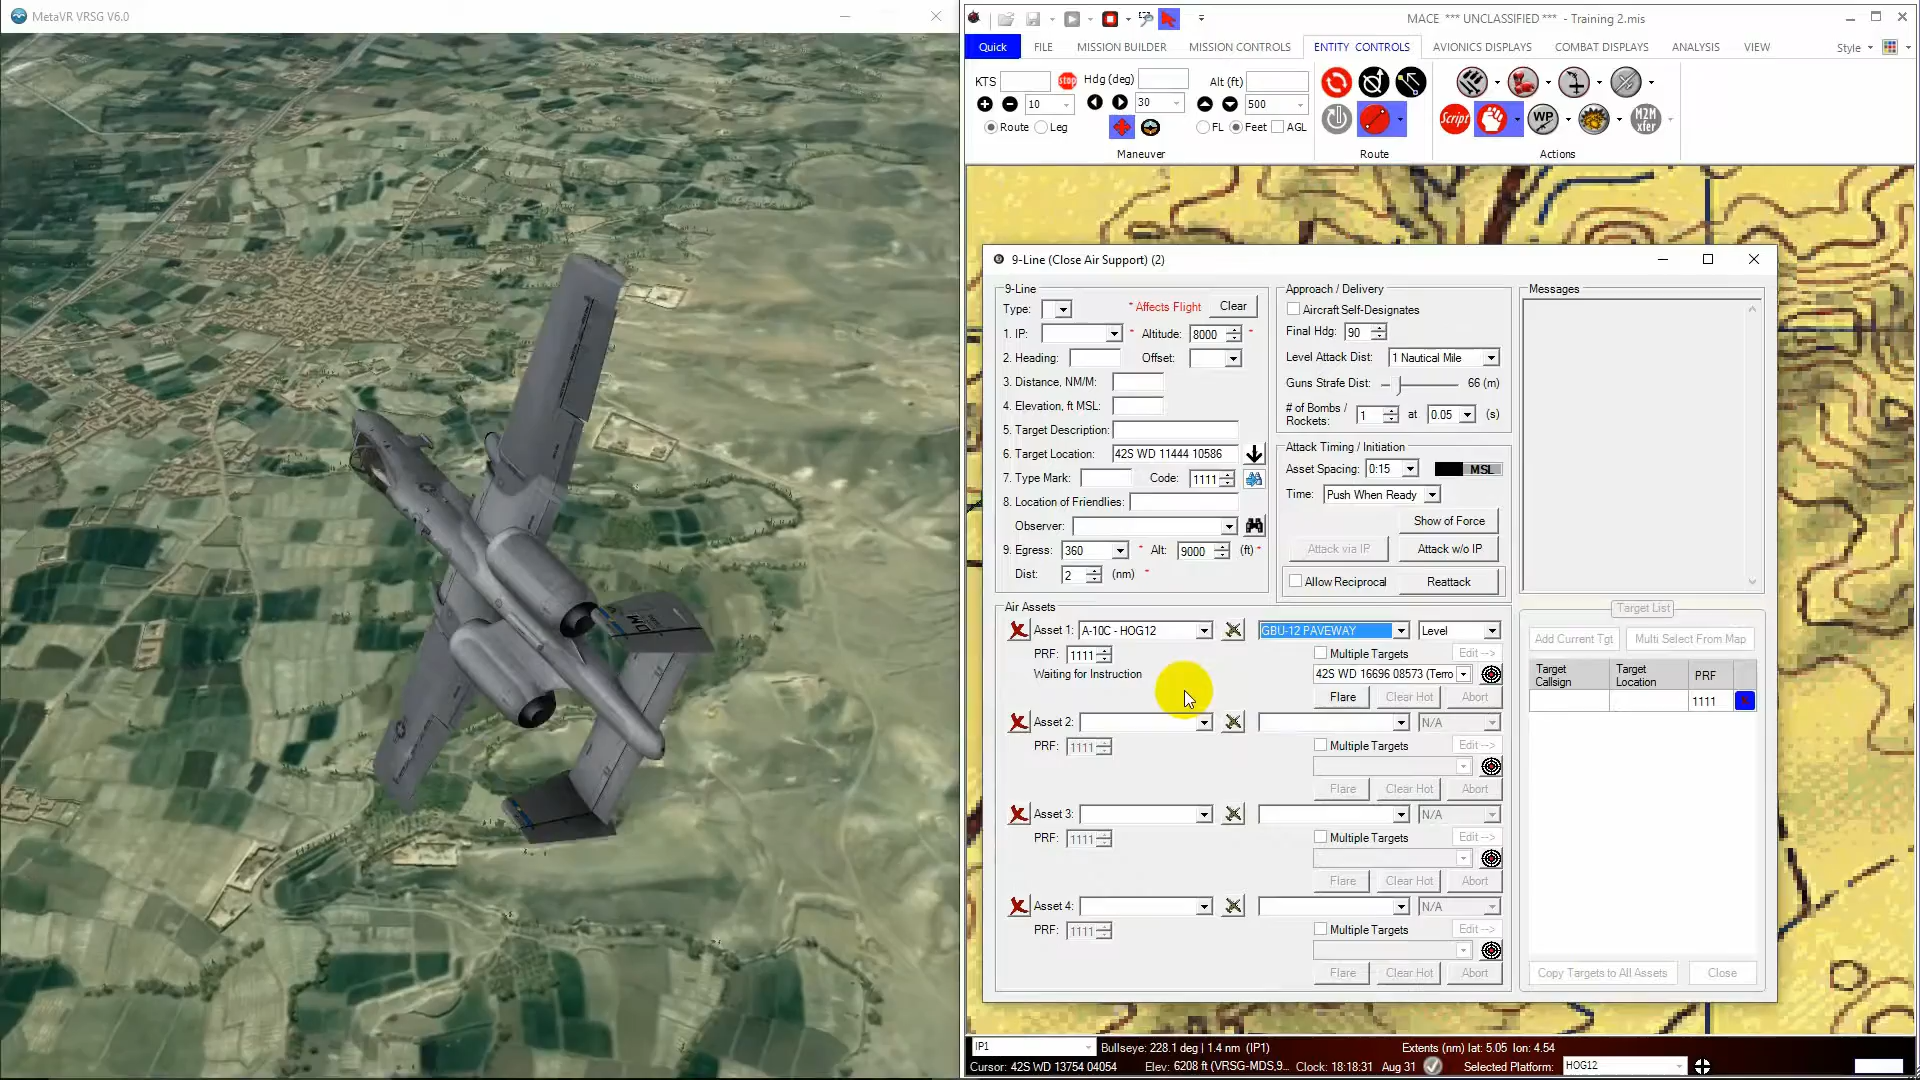 MetaVR VRSG V6.0
MACE *** UNCLASSIFIED *** - Training 2.mis
Quick
FILE
MISSION BUILDER
MISSION CONTROLS
ENTITY CONTROLS
AVIONICS DISPLAYS
COMBAT DISPLAYS
ANALYSIS
VIEW
Style
KTS
stop
Hdg (deg)
Alt (ft)
10
30
500
Route
Leg
FL
Feet
AGL
Script
WP
M2M
xfer
Maneuver
Route
Actions
9-Line (Close Air Support) (2)
9-Line
Type:
* Affects Flight
Clear
1. IP:
* Altitude: 8000 *
2. Heading:
Offset:
3. Distance, NM/M:
4. Elevation, ft MSL:
5. Target Description:
6. Target Location: 42S WD 11444 10586
7. Type Mark:
Code: 1111
8. Location of Friendlies:
Observer:
9. Egress: 360 * Alt: 9000 (ft) *
Dist: 2 (nm) *
Approach / Delivery
Aircraft Self-Designates
Final Hdg: 90
Level Attack Dist: 1 Nautical Mile
Guns Strafe Dist: 66 (m)
# of Bombs /
Rockets: 1 at 0.05 (s)
Attack Timing / Initiation
Asset Spacing: 0:15 MSL
Time: Push When Ready
Show of Force
Attack via IP
Attack w/o IP
Allow Reciprocal
Reattack
Messages
Air Assets
Asset 1: A-10C - HOG12 GBU-12 PAVEWAY Level
PRF: 1111 Multiple Targets Edit -->
Waiting for Instruction 42S WD 16696 08573 (Terro
Flare Clear Hot Abort
Asset 2: N/A
PRF: 1111 Multiple Targets Edit -->
Flare Clear Hot Abort
Asset 3: N/A
PRF: 1111 Multiple Targets Edit -->
Flare Clear Hot Abort
Asset 4: N/A
PRF: 1111 Multiple Targets Edit -->
Flare Clear Hot Abort
Target List
Add Current Tgt
Multi Select From Map
Target
Callsign
Target
Location
PRF
1111
Copy Targets to All Assets
Close
IP1
Bullseye: 228.1 deg | 1.4 nm (IP1)
Extents (nm) lat: 5.05 lon: 4.54
Cursor: 42S WD 13754 04054
Elev: 6208 ft (VRSG-MDS,9...
Clock: 18:18:31 Aug 31
Selected Platform: HOG12